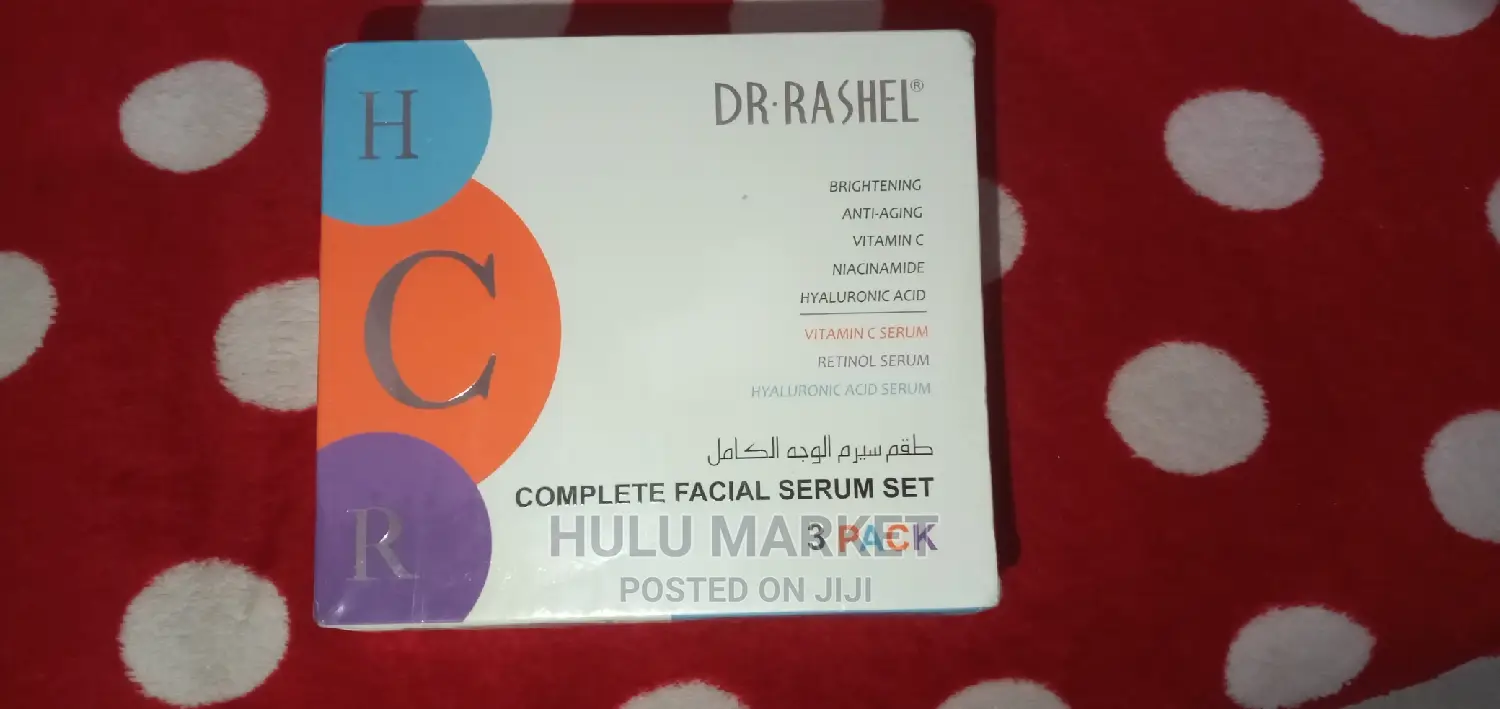 H
C
R
DR·RASHEL®
BRIGHTENING
ANTI-AGING
VITAMIN C
NIACINAMIDE
HYALURONIC ACID
VITAMIN C SERUM
RETINOL SERUM
HYALURONIC ACID SERUM
طقم سيرم الوجه الكامل
COMPLETE FACIAL SERUM SET
3 PACK
HULU MARKET
POSTED ON JIJI